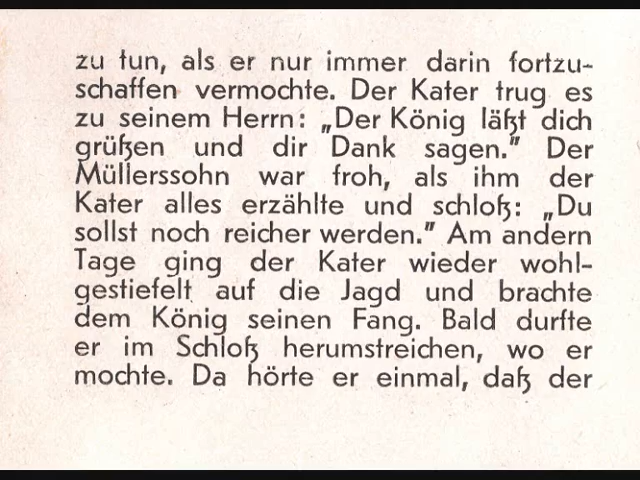 zu tun, als er nur immer darin fortzu-
schaffen vermochte. Der Kater trug es
zu seinem Herrn: „Der König läßt dich
grüßen und dir Dank sagen." Der
Müllerssohn war froh, als ihm der
Kater alles erzählte und schloß: „Du
sollst noch reicher werden." Am andern
Tage ging der Kater wieder wohl-
gestiefelt auf die Jagd und brachte
dem König seinen Fang. Bald durfte
er im Schloß herumstreichen, wo er
mochte. Da hörte er einmal, daß der